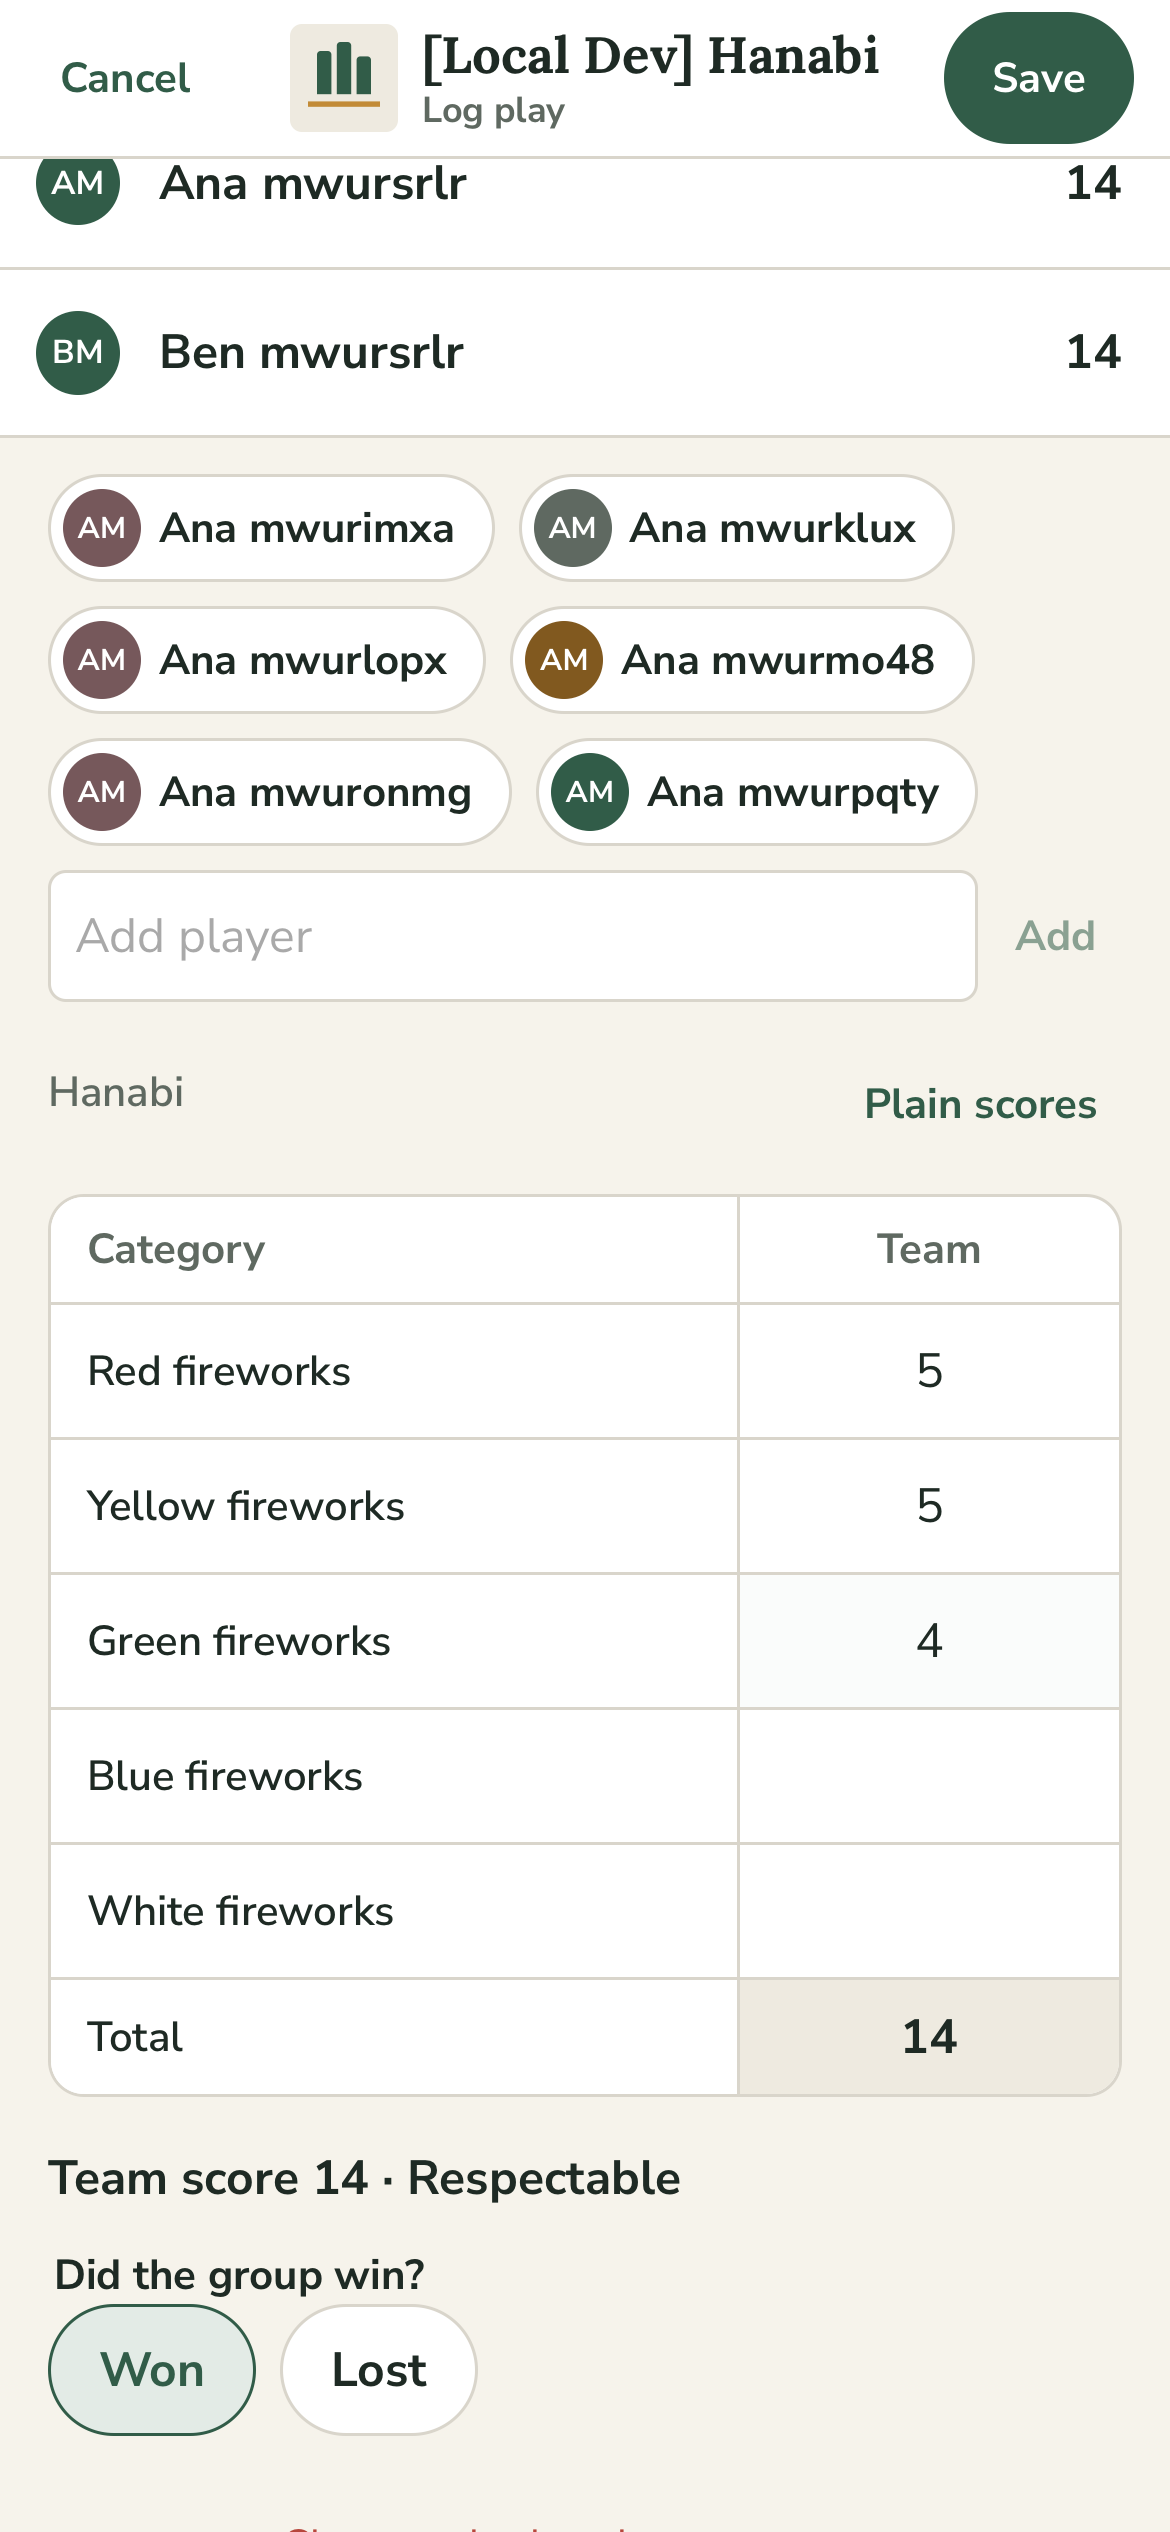 Cancel
[Local Dev] Hanabi
Log play
Save
AM Ana mwursrlr 14
BM Ben mwursrlr 14
AM Ana mwurimxa AM Ana mwurklux
AM Ana mwurlopx AM Ana mwurmo48
AM Ana mwuronmg AM Ana mwurpqty
Add player Add
Hanabi Plain scores
Category Team
Red fireworks 5
Yellow fireworks 5
Green fireworks 4
Blue fireworks
White fireworks
Total 14
Team score 14 · Respectable
Did the group win?
Won Lost